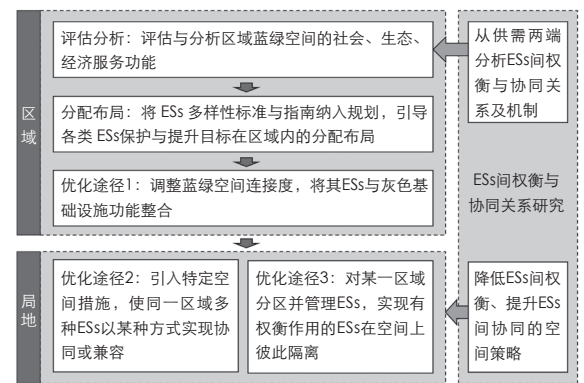 区域
评估分析：评估与分析区域蓝绿空间的社会、生态、
经济服务功能
分配布局：将 ESs 多样性标准与指南纳入规划，引导
各类 ESs保护与提升目标在区域内的分配布局
优化途径1：调整蓝绿空间连接度，将其ESs与灰色基
础设施功能整合
局地
优化途径2：引入特定空
间措施，使同一区域多
种ESs以某种方式实现协
同或兼容
优化途径3：对某一区域
分区并管理ESs，实现有
权衡作用的ESs在空间上
彼此隔离
从供需两端
分析ESs间权
衡与协同关
系及机制
ESs间权衡与
协同关系研究
降低ESs间权
衡、提升ESs
间协同的空
间策略